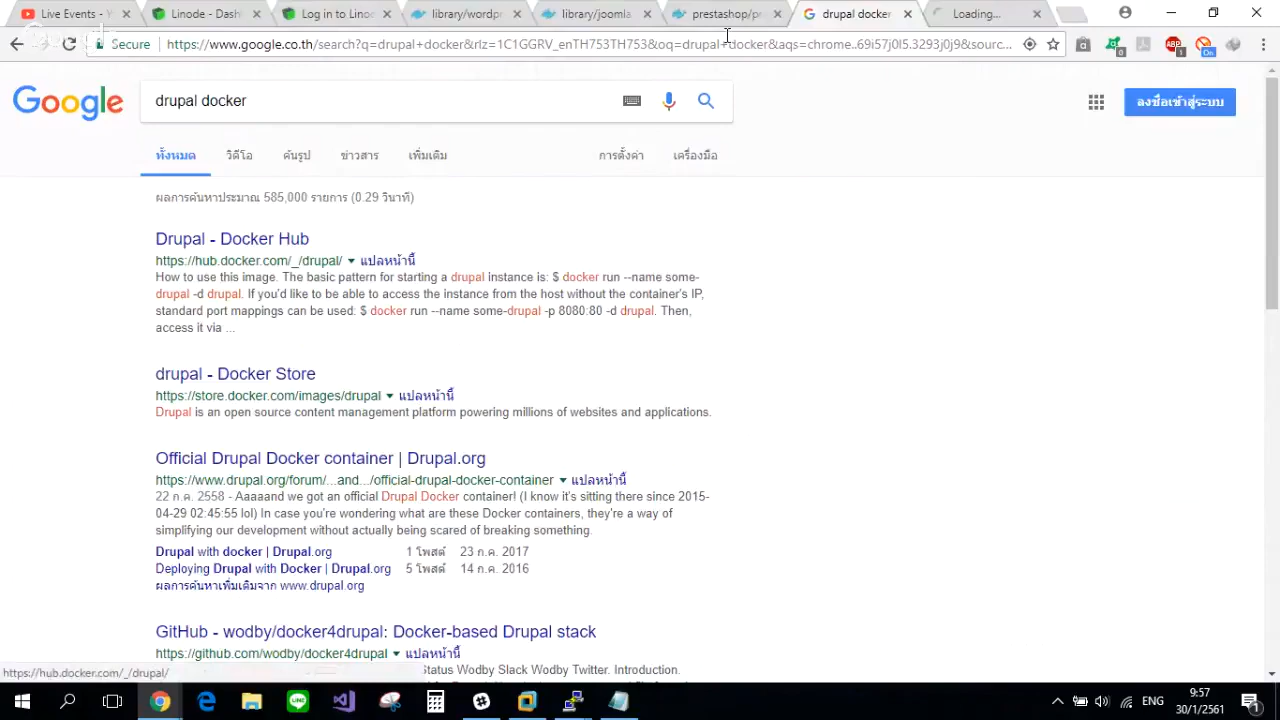 Live Events - Y
Linode - Dash
Log in to Linod
library/wordpr
library/joomla
prestashop/pr
drupal docker
Loading...
Secure
https://www.google.co.th/search?q=drupal+docker&rlz=1C1GGRV_enTH753TH753&oq=drupal+docker&aqs=chrome..69i57j0l5.3293j0j9&sourc...
Google
drupal docker
ลงชื่อเข้าสู่ระบบ
ทั้งหมด วิดีโอ ค้นรูป ข่าวสาร เพิ่มเติม การตั้งค่า เครื่องมือ
ผลการค้นหาประมาณ 585,000 รายการ (0.29 วินาที)
Drupal - Docker Hub
https://hub.docker.com/_/drupal/ ▼ แปลหน้านี้
How to use this image. The basic pattern for starting a drupal instance is: $ docker run --name some-
drupal -d drupal. If you'd like to be able to access the instance from the host without the container's IP,
standard port mappings can be used: $ docker run --name some-drupal -p 8080:80 -d drupal. Then,
access it via ...
drupal - Docker Store
https://store.docker.com/images/drupal ▼ แปลหน้านี้
Drupal is an open source content management platform powering millions of websites and applications.
Official Drupal Docker container | Drupal.org
https://www.drupal.org/forum/...and.../official-drupal-docker-container ▼ แปลหน้านี้
22 ก.ค. 2558 - Aaaaand we got an official Drupal Docker container! (I know it's sitting there since 2015-
04-29 02:45:55 lol) In case you're wondering what are these Docker containers, they're a way of
simplifying our development without actually being scared of breaking something.
Drupal with docker | Drupal.org 1 โพสต์ 23 ก.ค. 2017
Deploying Drupal with Docker | Drupal.org 5 โพสต์ 14 ก.ค. 2016
ผลการค้นหาเพิ่มเติมจาก www.drupal.org
GitHub - wodby/docker4drupal: Docker-based Drupal stack
https://github.com/wodby/docker4drupal ▼ แปลหน้านี้
Status Wodby Slack Wodby Twitter. Introduction.
https://hub.docker.com/_/drupal/
ENG
9:57
30/1/2561